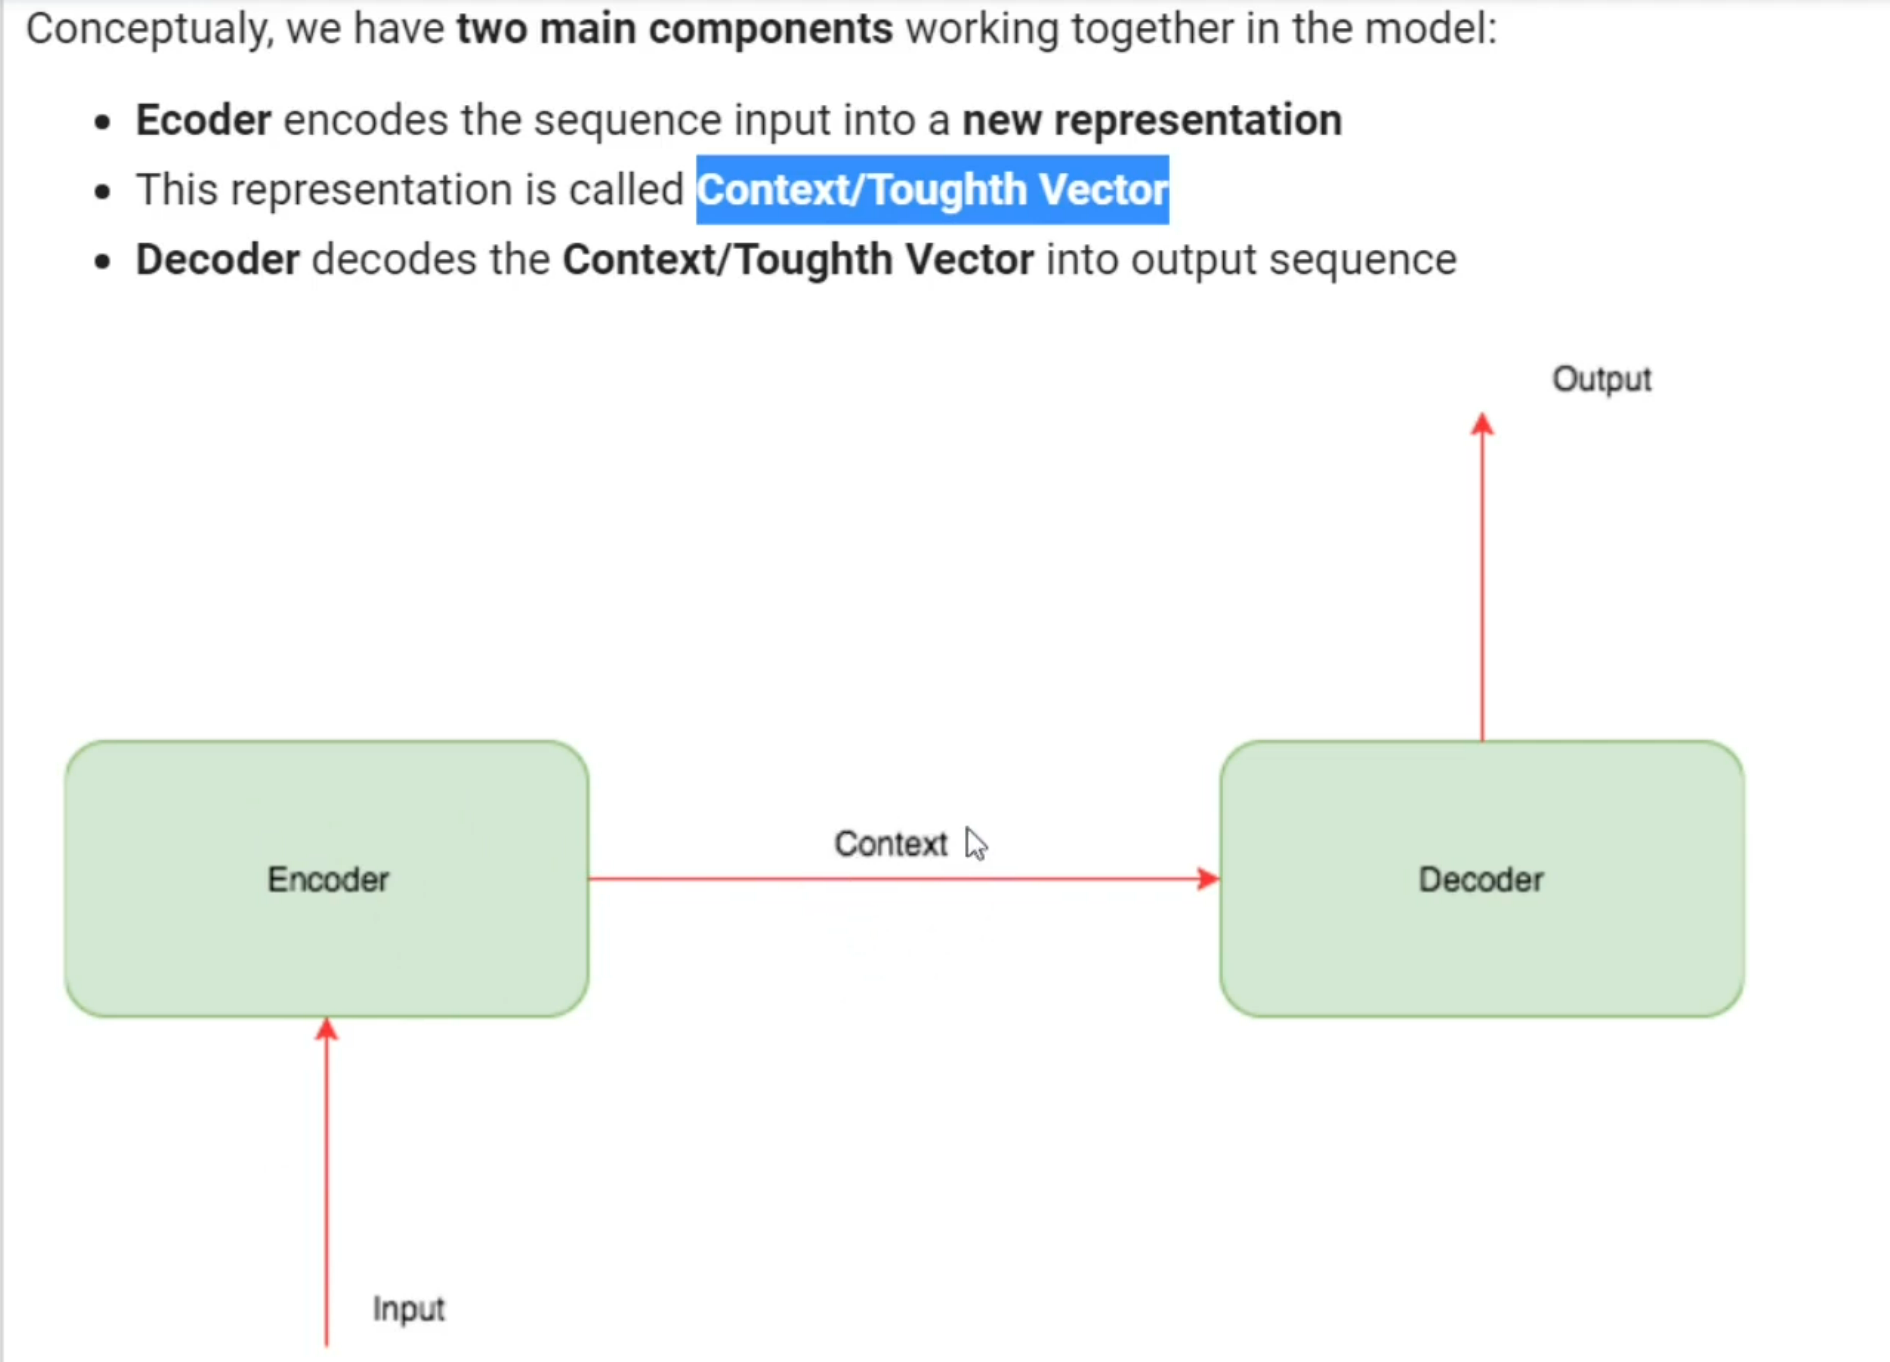 Conceptualy, we have two main components working together in the model:
Ecoder encodes the sequence input into a new representation
This representation is called Context/Toughth Vector
Decoder decodes the Context/Toughth Vector into output sequence
Output
Context
Encoder
Decoder
Input